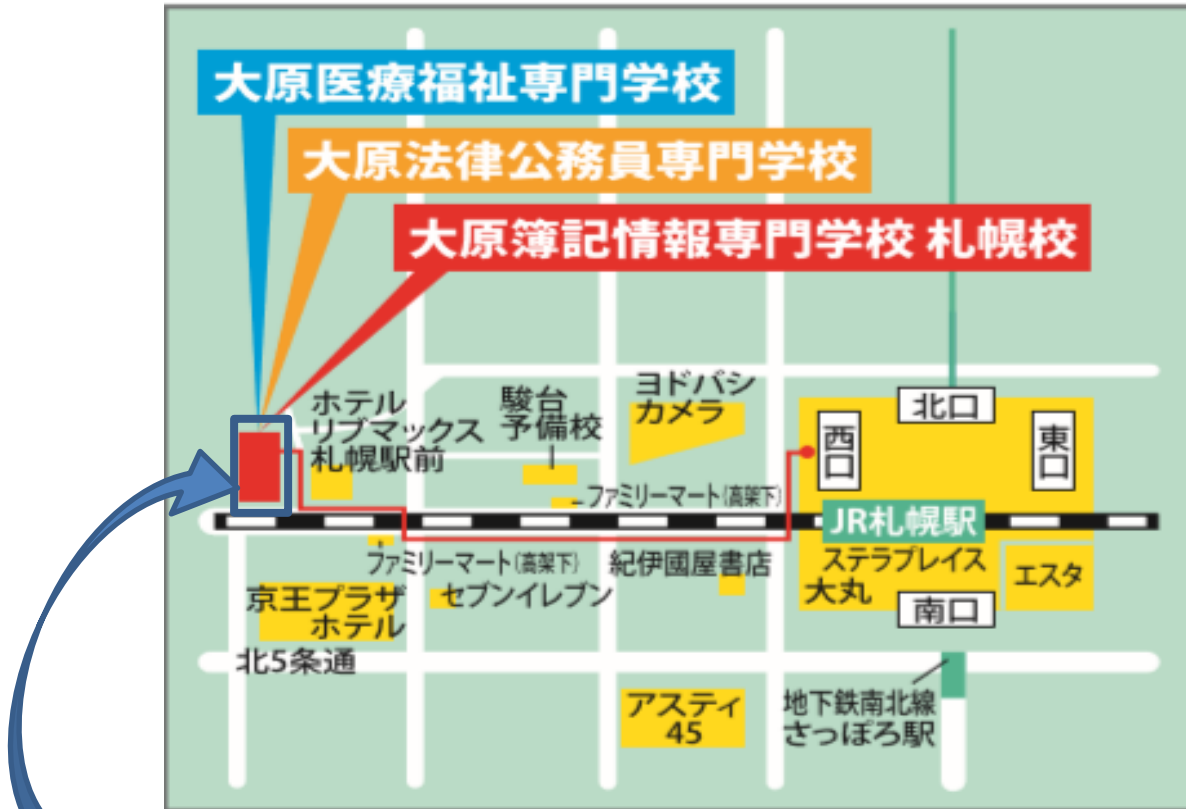 大原医療福祉専門学校
大原法律公務員専門学校
大原簿記情報専門学校 札幌校
ホテル
リブマックス
札幌駅前
駿台
予備校
ヨドバシ
カメラ
北口
西口
東口
ファミリーマート(高架下)
JR札幌駅
ファミリーマート(高架下)
紀伊國屋書店
ステラプレイス
大丸
エスタ
京王プラザ
ホテル
セブンイレブン
南口
北5条通
アスティ
45
地下鉄南北線
さっぽろ駅